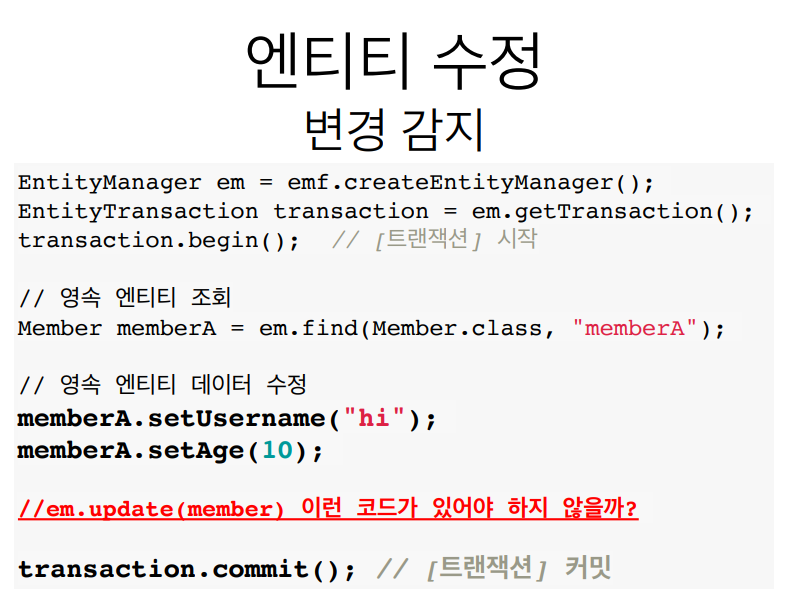 엔티티 수정
변경 감지
EntityManager em = emf.createEntityManager();
EntityTransaction transaction = em.getTransaction();
transaction.begin();  // [트랜잭션] 시작
// 영속 엔티티 조회
Member memberA = em.find(Member.class, "memberA");
// 영속 엔티티 데이터 수정
memberA.setUsername("hi");
memberA.setAge(10);
//em.update(member) 이런 코드가 있어야 하지 않을까?
transaction.commit(); // [트랜잭션] 커밋